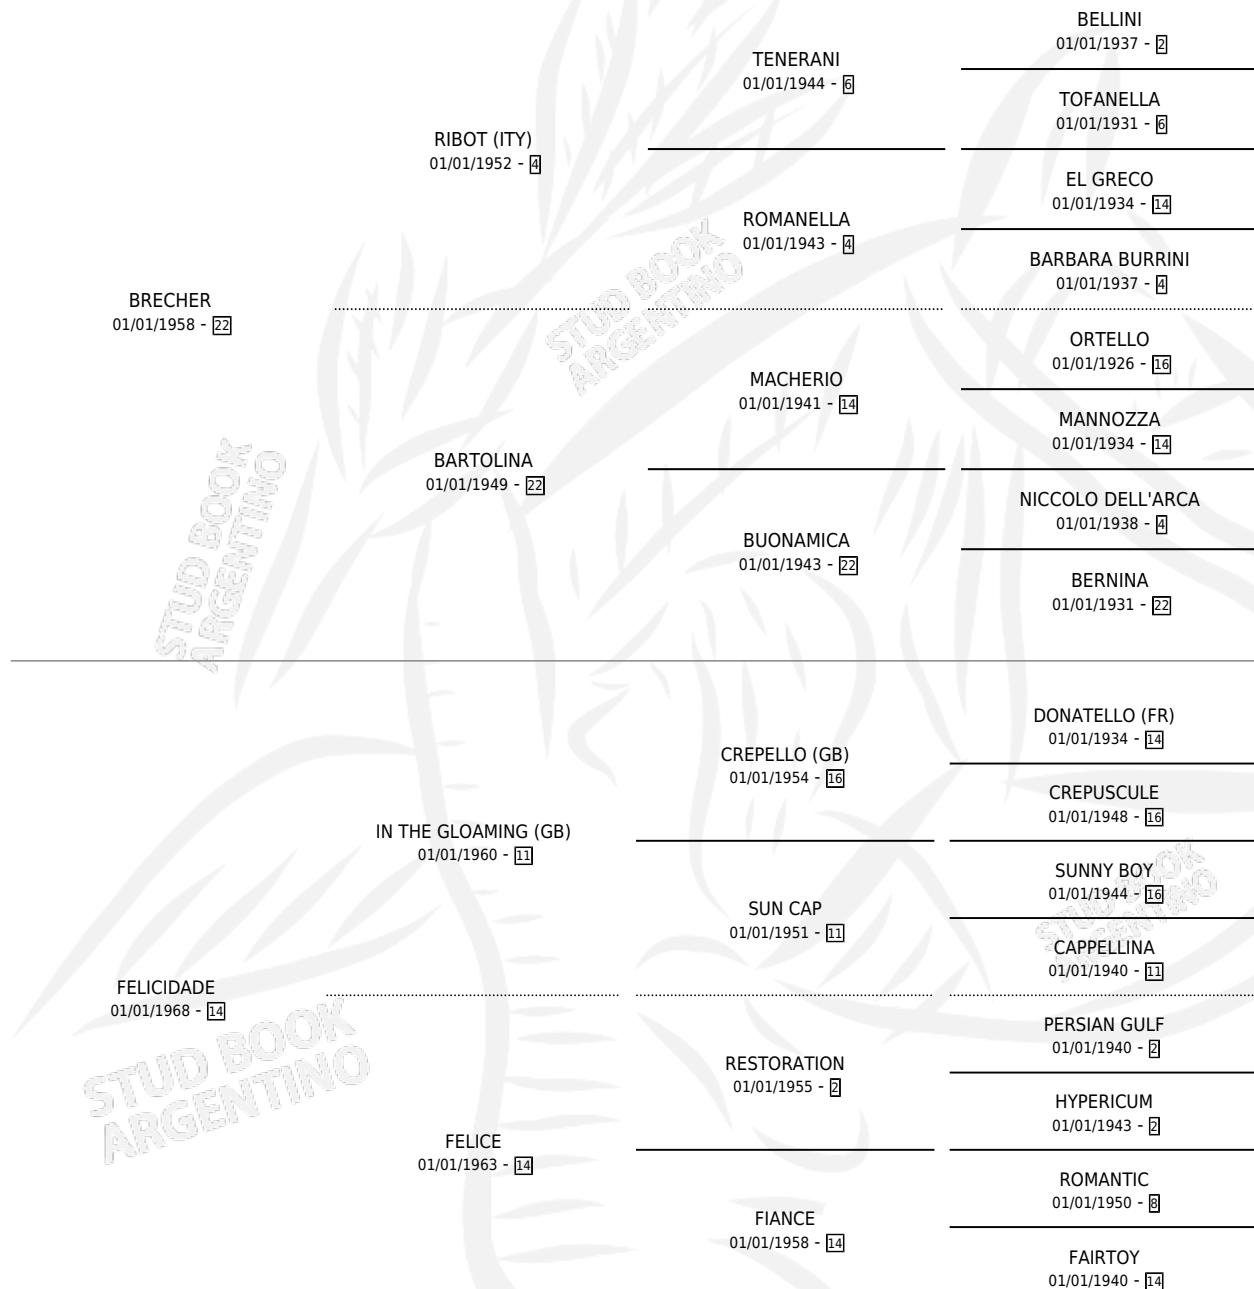 BRECHER
01/01/1958 - 22
RIBOT (ITY)
01/01/1952 - 4
TENERANI
01/01/1944 - 6
BELLINI
01/01/1937 - 2
TOFANELLA
01/01/1931 - 6
ROMANELLA
01/01/1943 - 4
EL GRECO
01/01/1934 - 14
BARBARA BURRINI
01/01/1937 - 4
BARTOLINA
01/01/1949 - 22
MACHERIO
01/01/1941 - 14
ORTELLO
01/01/1926 - 16
MANNOZZA
01/01/1934 - 14
BUONAMICA
01/01/1943 - 22
NICCOLO DELL'ARCA
01/01/1938 - 4
BERNINA
01/01/1931 - 22
FELICIDADE
01/01/1968 - 14
IN THE GLOAMING (GB)
01/01/1960 - 11
CREPELLO (GB)
01/01/1954 - 16
DONATELLO (FR)
01/01/1934 - 14
CREPUSCULE
01/01/1948 - 16
SUN CAP
01/01/1951 - 11
SUNNY BOY
01/01/1944 - 16
CAPPELLINA
01/01/1940 - 11
FELICE
01/01/1963 - 14
RESTORATION
01/01/1955 - 2
PERSIAN GULF
01/01/1940 - 2
HYPERICUM
01/01/1943 - 2
FIANCE
01/01/1958 - 14
ROMANTIC
01/01/1950 - 8
FAIRTOY
01/01/1940 - 14
STUD BOOK
ARGENTINO
STUD BOOK
ARGENTINO
STUD BOOK
ARGENTINO
STUD BOOK
ARGENTINO